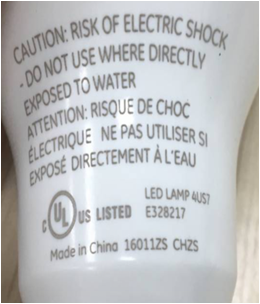 CAUTION: RISK OF ELECTRIC SHOCK
- DO NOT USE WHERE DIRECTLY
EXPOSED TO WATER
ATTENTION: RISQUE DE CHOC
ÉLECTRIQUE NE PAS UTILISER SI
EXPOSÉ DIRECTEMENT À L'EAU
LED LAMP 4US7
C UL US LISTED E328217
Made in China 16011ZS CHZS